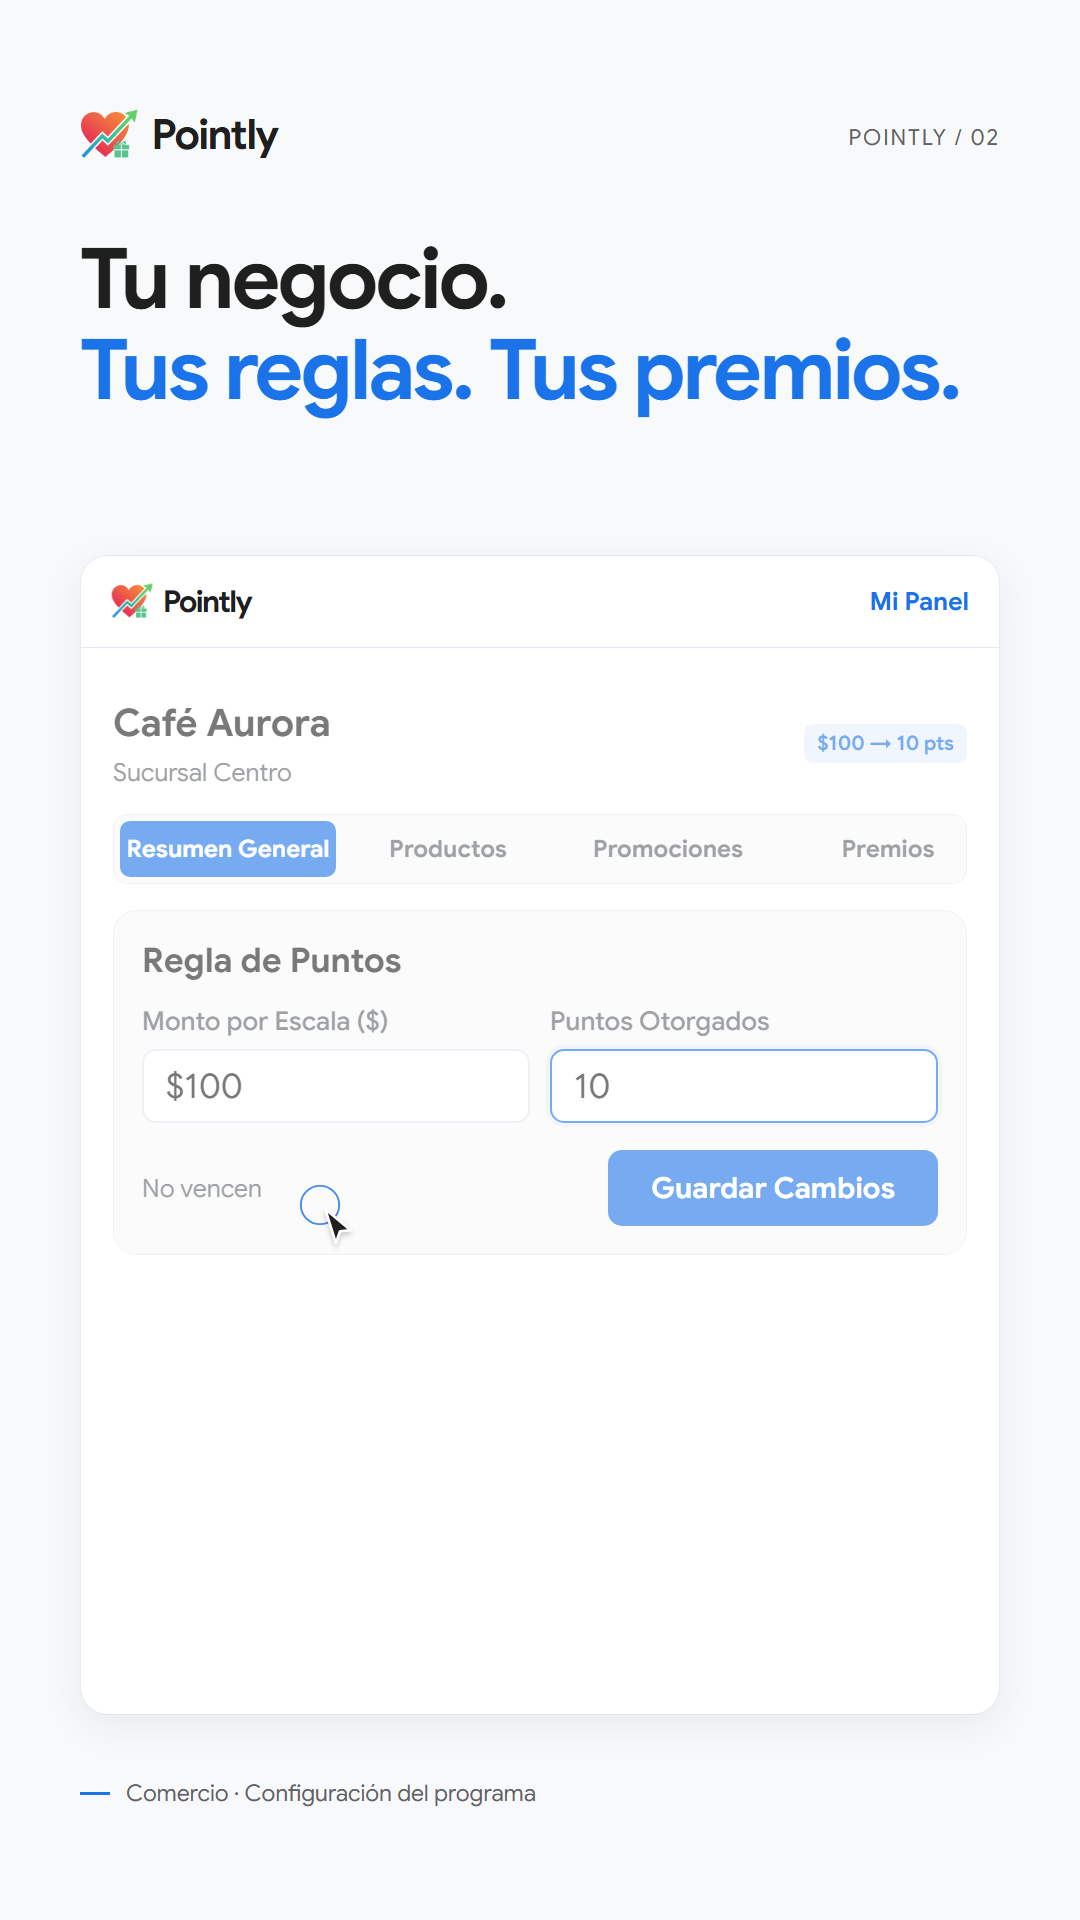 Pointly
POINTLY / 02
Tu negocio.
Tus reglas. Tus premios.
Pointly
Mi Panel
Café Aurora
Sucursal Centro
$100 → 10 pts
Resumen General
Productos
Promociones
Premios
Regla de Puntos
Monto por Escala ($)
Puntos Otorgados
$100
10
No vencen
Guardar Cambios
Comercio · Configuración del programa